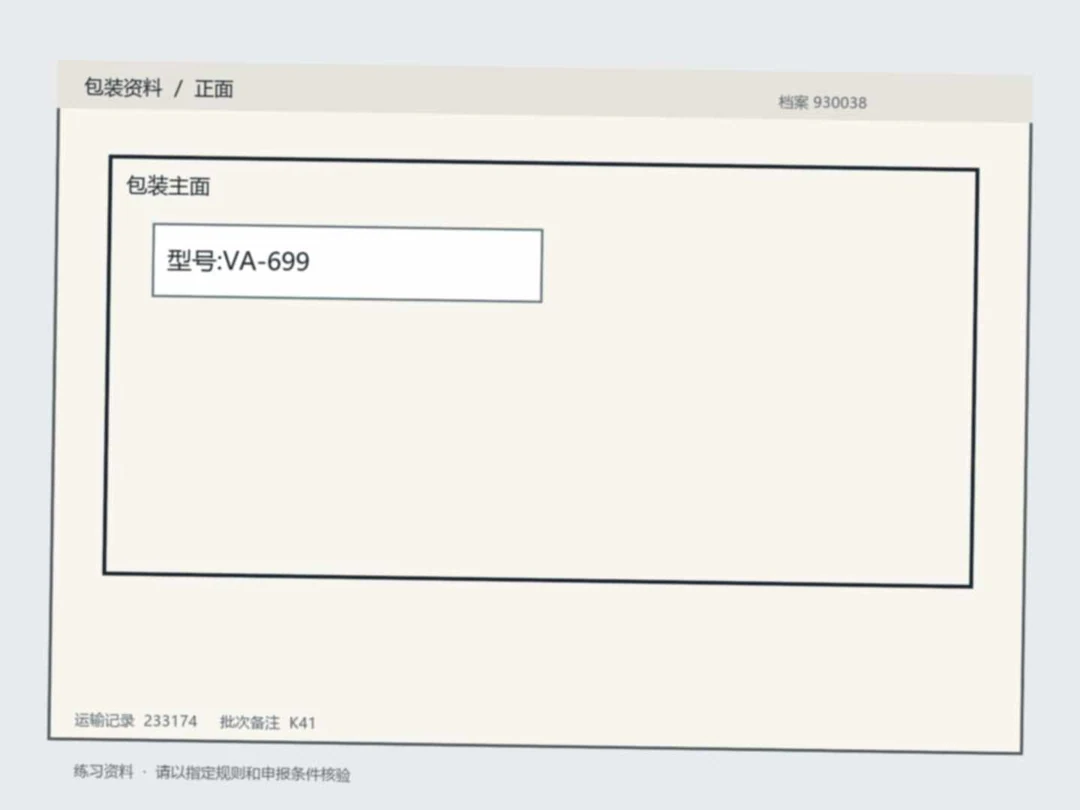 包装资料 / 正面
档案 930038
包装主面
型号:VA-699
运输记录 233174 批次备注 K41
练习资料 · 请以指定规则和申报条件核验